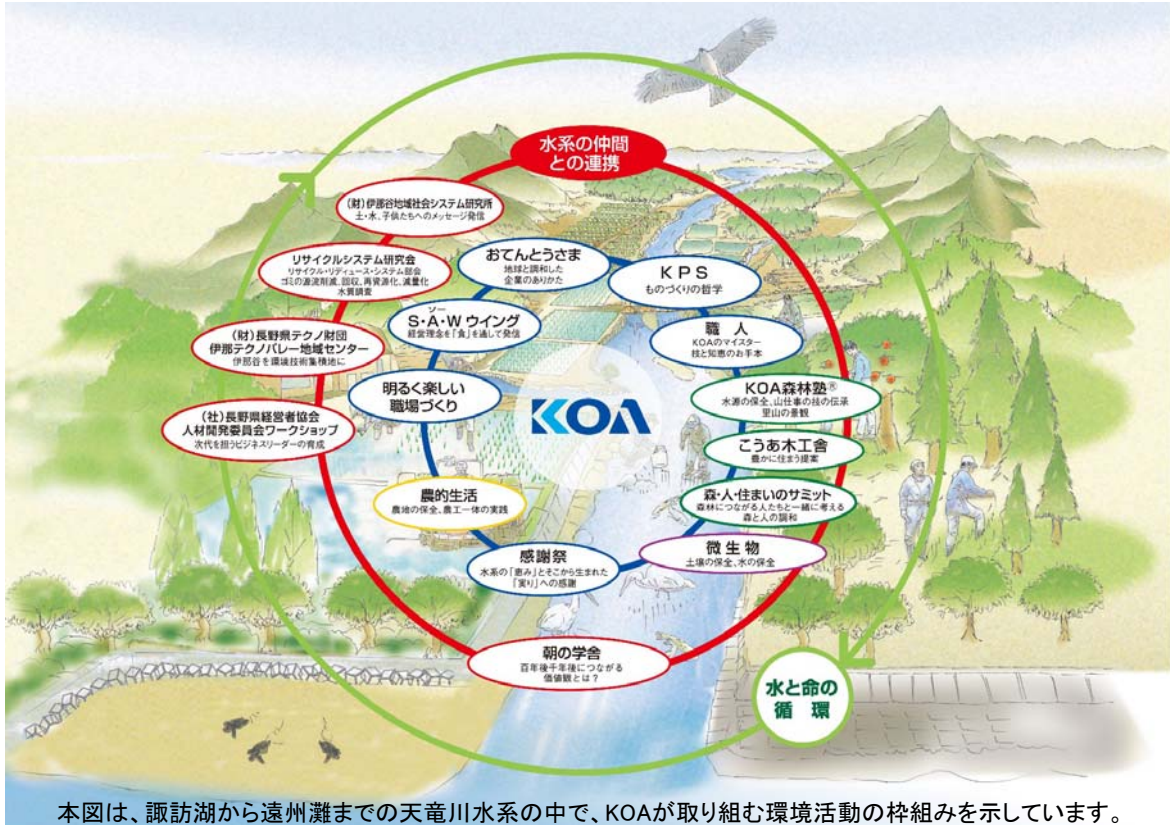 水系の仲間
との連携
(財)伊那谷地域社会システム研究所
土・水、子供たちへのメッセージ発信
リサイクルシステム研究会
リサイクル・リデュース・システム部会
ゴミの源流削減、回収、再資源化、減量化
水質調査
(財)長野県テクノ財団
伊那テクノバレー地域センター
伊那谷を環境技術集積地に
(社)長野県経営者協会
人材開発委員会ワークショップ
次代を担うビジネスリーダーの育成
おてんとうさま
地球と調和した
企業のありかた
KPS
ものづくりの哲学
ソー
S・A・Wウイング
経営理念を「食」を通して発信
職人
KOAのマイスター
技と知恵のお手本
明るく楽しい
職場づくり
KOA
KOA森林塾®
水源の保全、山仕事の技の伝承
里山の景観
こうあ木工舎
豊かに住まう提案
農的生活
農地の保全、農工一体の実践
森・人・住まいのサミット
森林につながる人たちと一緒に考える
森と人の調和
感謝祭
水系の「恵み」とそこから生まれた
「実り」への感謝
微生物
土壌の保全、水の保全
朝の学舎
百年後千年後につながる
価値観とは？
水と命の
循環
本図は、諏訪湖から遠州灘までの天竜川水系の中で、KOAが取り組む環境活動の枠組みを示しています。